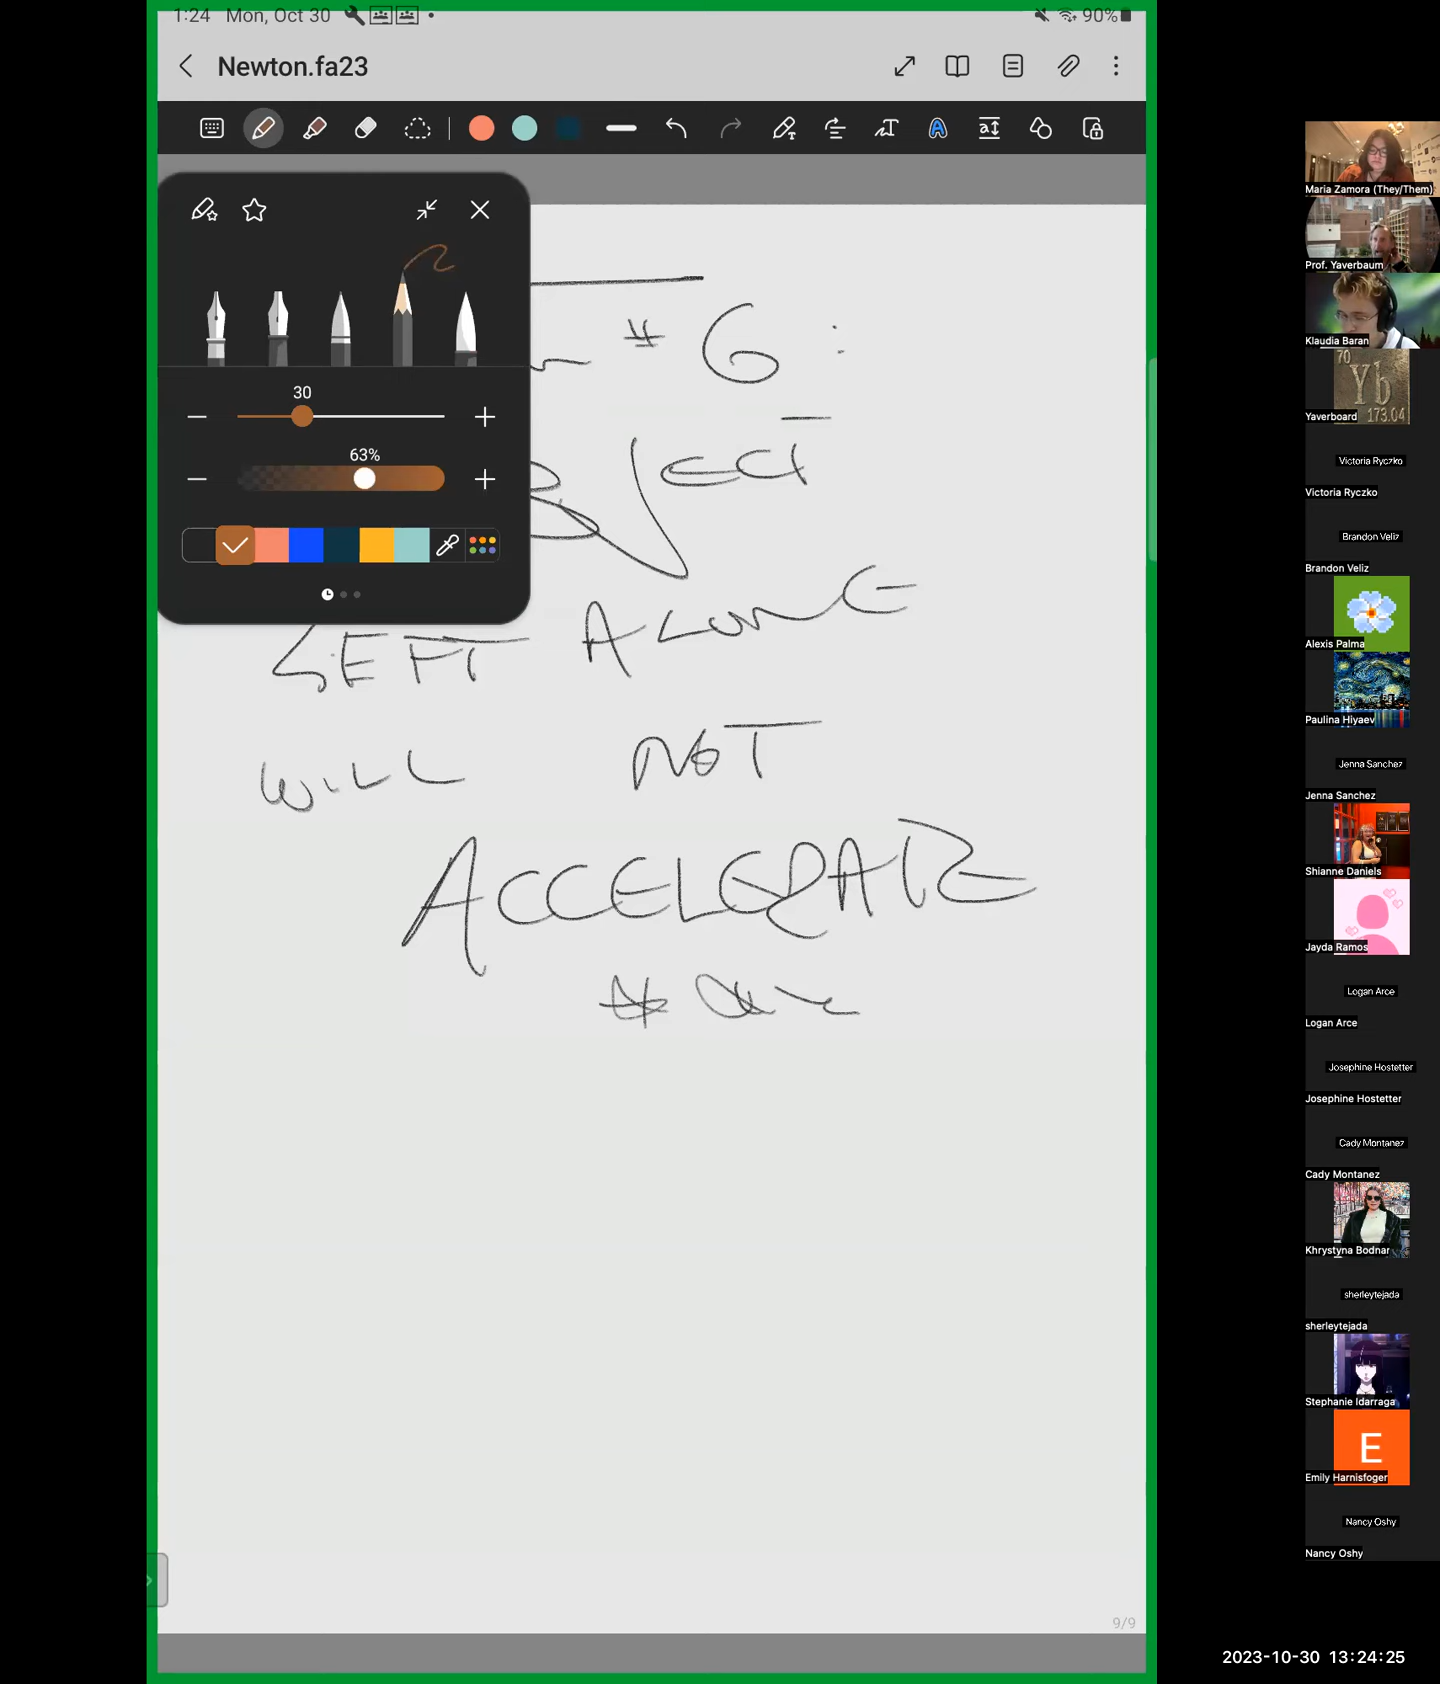 1:24 Mon, Oct 30
90%
Newton.fa23
30
63%
# 6 :
LEFT ALONE
WILL NOT
ACCELERATE
9/9
Maria Zamora (They/Them)
Prof. Yaverbaum
Klaudia Baran
70
Yb
173.04
Yaverboard
Victoria Ryczko
Victoria Ryczko
Brandon Veliz
Brandon Veliz
Alexis Palma
Paulina Hiyaev
Jenna Sanchez
Jenna Sanchez
Shianne Daniels
Jayda Ramos
Logan Arce
Logan Arce
Josephine Hostetter
Josephine Hostetter
Cady Montanez
Cady Montanez
Khrystyna Bodnar
sherleytejada
sherleytejada
Stephanie Idarraga
E
Emily Harnisfoger
Nancy Oshy
Nancy Oshy
2023-10-30 13:24:25